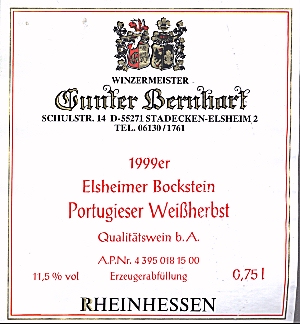 WINZERMEISTER
Gunter Bernhart
SCHULSTR. 14 D-55271 STADECKEN-ELSHEIM 2
TEL. 06130/1761
1999er
Elsheimer Bockstein
Portugieser Weißherbst
Qualitätswein b. A.
A.P.Nr. 4 395 018 15 00
11,5% vol Erzeugerabfüllung 0,75 l
RHEINHESSEN